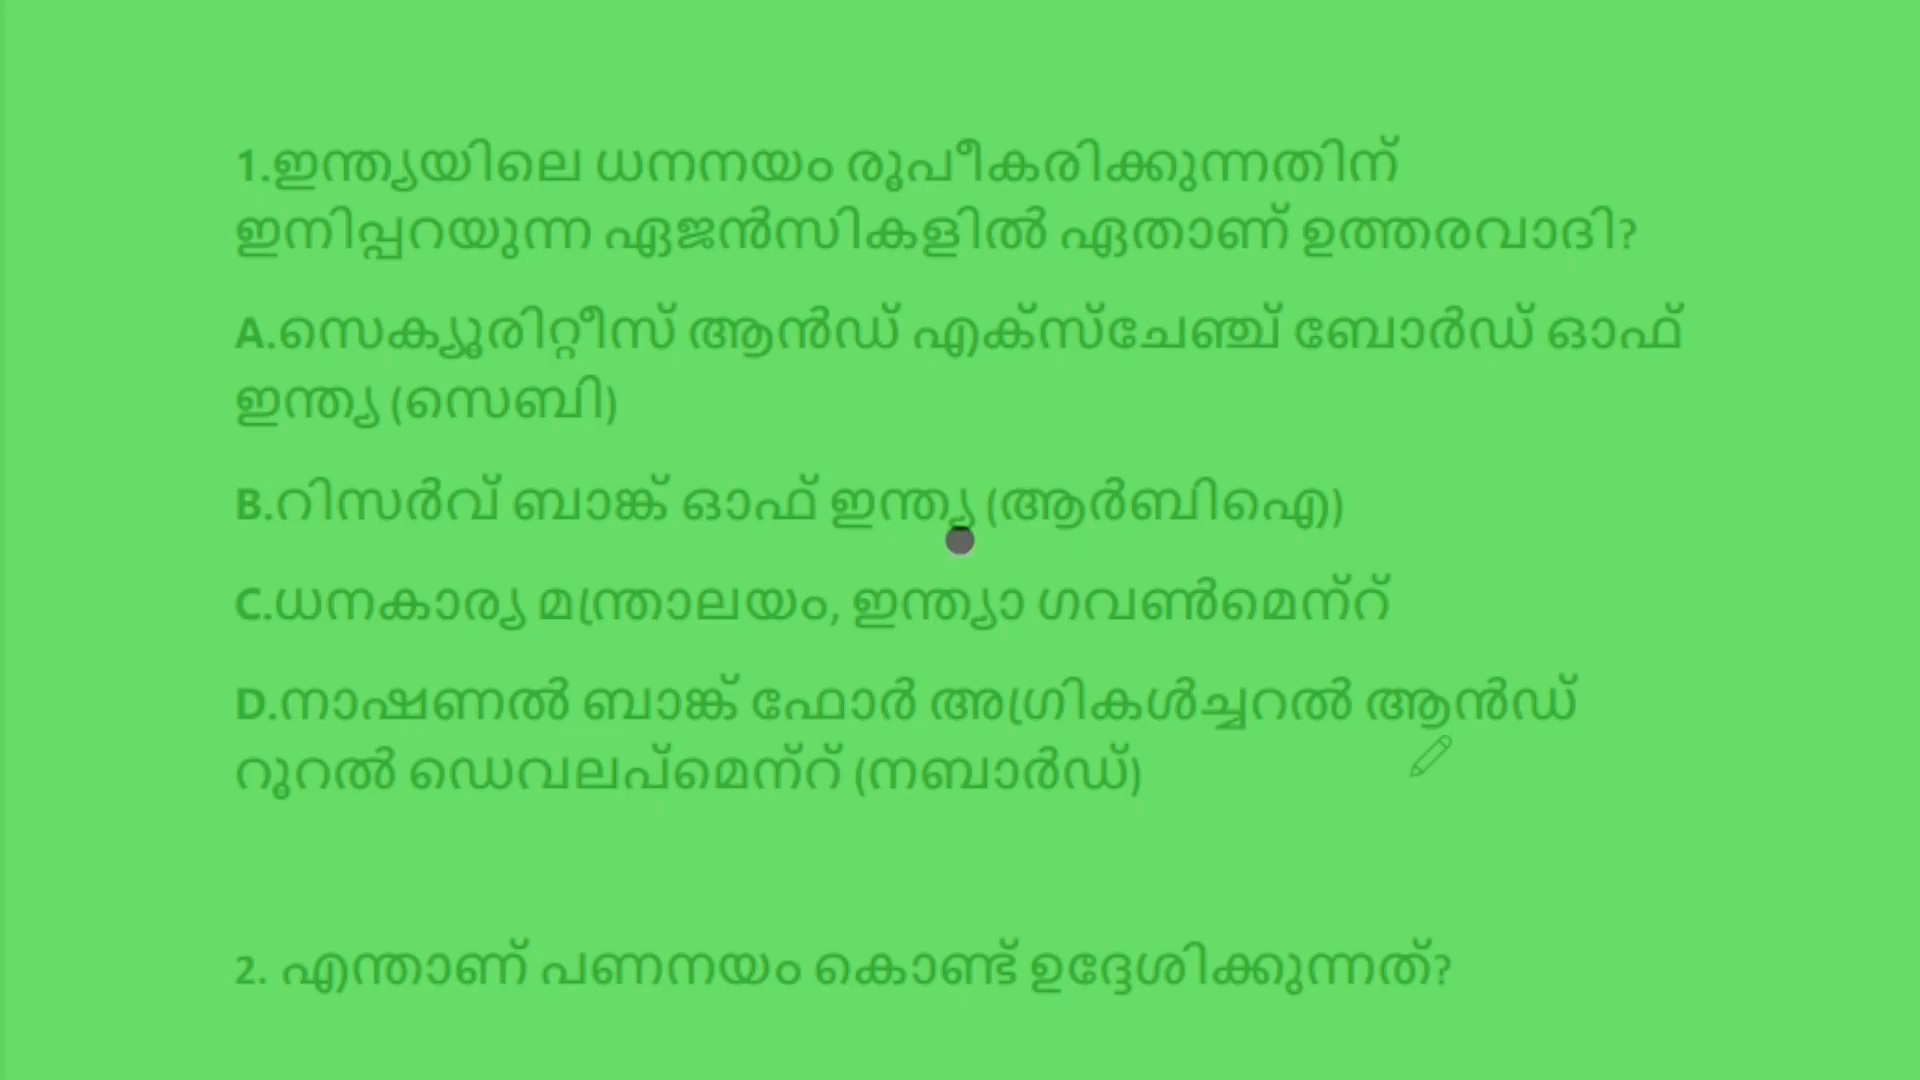 1.ഇന്ത്യയിലെ ധനനയം രൂപീകരിക്കുന്നതിന്
ഇനിപ്പറയുന്ന ഏജൻസികളിൽ ഏതാണ് ഉത്തരവാദി?
A.സെക്യൂരിറ്റീസ് ആൻഡ് എക്സ്ചേഞ്ച് ബോർഡ് ഓഫ്
ഇന്ത്യ (സെബി)
B.റിസർവ് ബാങ്ക് ഓഫ് ഇന്ത്യ (ആർബിഐ)
C.ധനകാര്യ മന്ത്രാലയം, ഇന്ത്യാ ഗവൺമെന്റ്
D.നാഷണൽ ബാങ്ക് ഫോർ അഗ്രികൾച്ചറൽ ആൻഡ്
റൂറൽ ഡെവലപ്മെന്റ് (നബാർഡ്)
2. എന്താണ് പണനയം കൊണ്ട് ഉദ്ദേശിക്കുന്നത്?